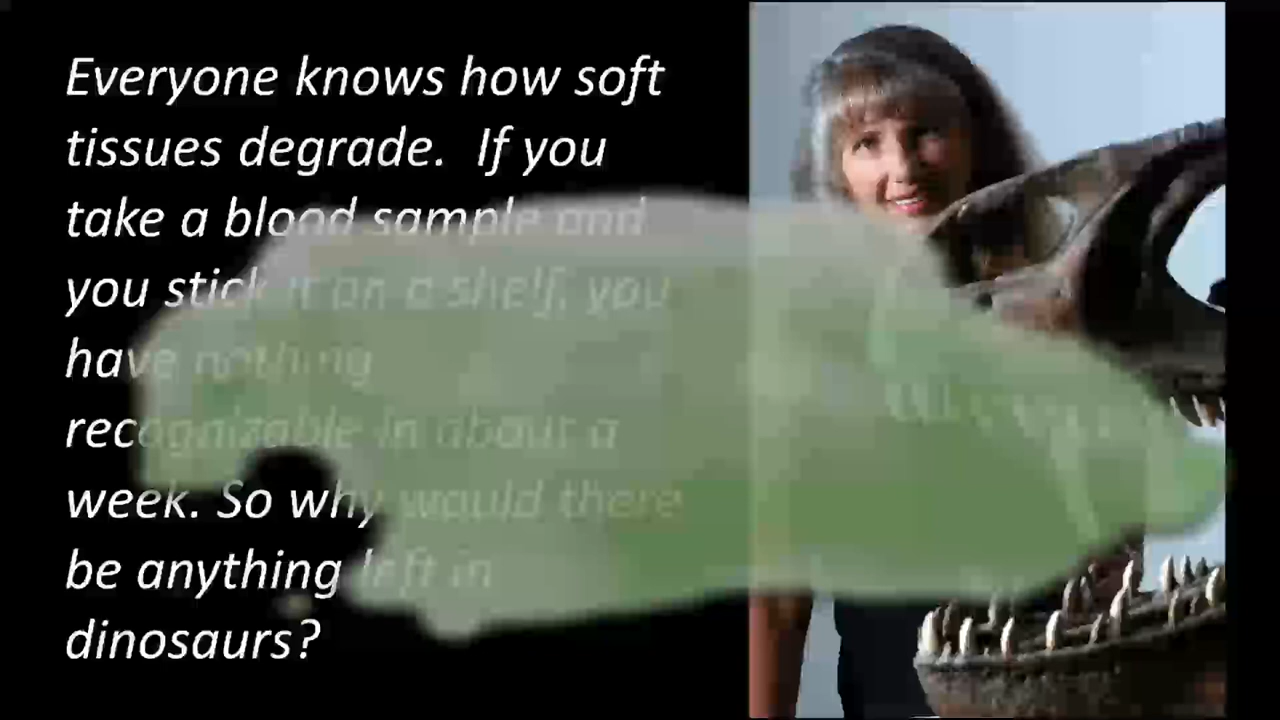 Everyone knows how soft
tissues degrade. If you
take a blood sample and
you stick it on a shelf, you
have nothing
recognizable in about a
week. So why would there
be anything left in
dinosaurs?